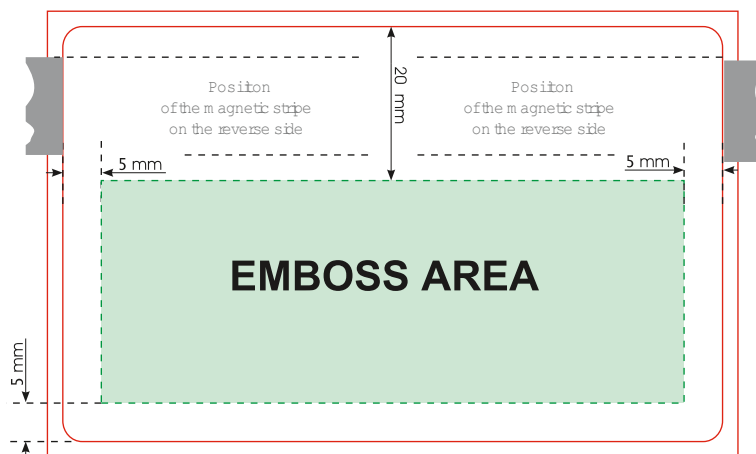 Position
of the magnetic stripe
on the reverse side
20 mm
Position
of the magnetic stripe
on the reverse side
5 mm
5 mm
EMBOSS AREA
5 mm